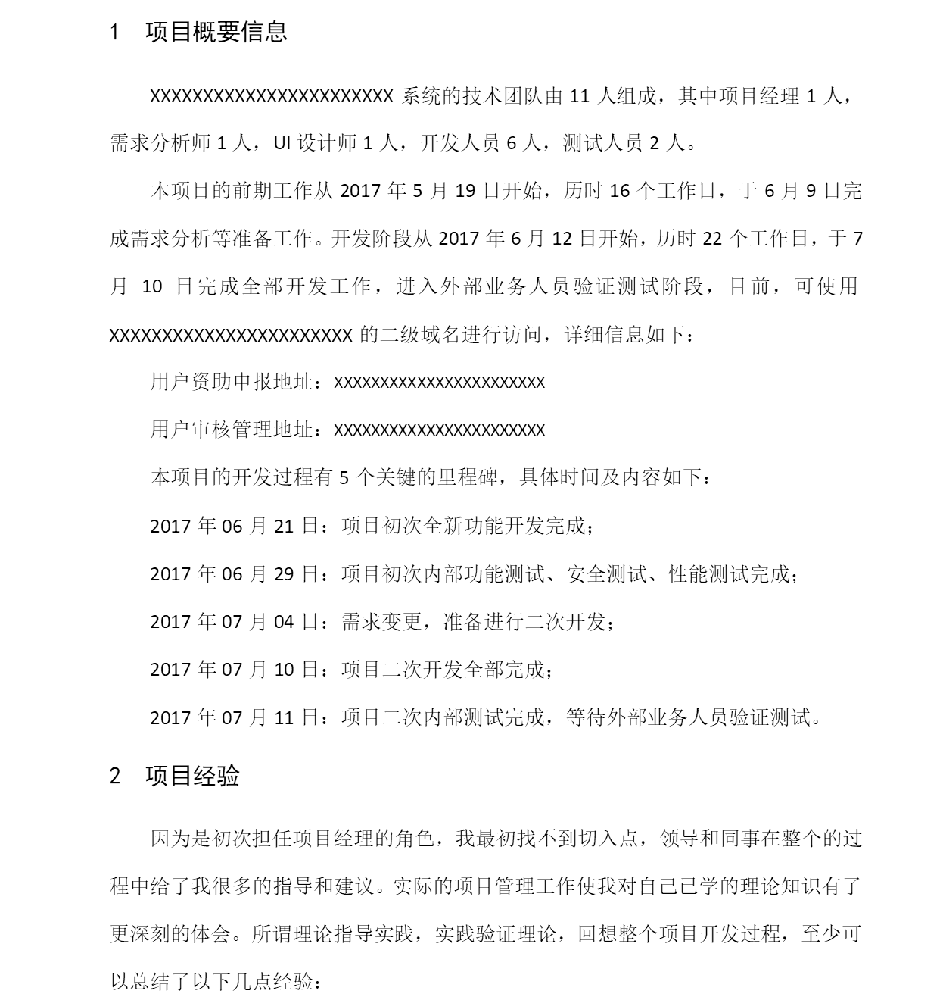 1 项目概要信息
XXXXXXXXXXXXXXXXXXXXXXX 系统的技术团队由 11 人组成，其中项目经理 1 人，
需求分析师 1 人，UI 设计师 1 人，开发人员 6 人，测试人员 2 人。
本项目的前期工作从 2017 年 5 月 19 日开始，历时 16 个工作日，于 6 月 9 日完
成需求分析等准备工作。开发阶段从 2017 年 6 月 12 日开始，历时 22 个工作日，于 7
月 10 日完成全部开发工作，进入外部业务人员验证测试阶段，目前，可使用
XXXXXXXXXXXXXXXXXXXXXXX 的二级域名进行访问，详细信息如下：
用户资助申报地址：XXXXXXXXXXXXXXXXXXXXXXX
用户审核管理地址：XXXXXXXXXXXXXXXXXXXXXXX
本项目的开发过程有 5 个关键的里程碑，具体时间及内容如下：
2017 年 06 月 21 日：项目初次全新功能开发完成；
2017 年 06 月 29 日：项目初次内部功能测试、安全测试、性能测试完成；
2017 年 07 月 04 日：需求变更，准备进行二次开发；
2017 年 07 月 10 日：项目二次开发全部完成；
2017 年 07 月 11 日：项目二次内部测试完成，等待外部业务人员验证测试。
2 项目经验
因为是初次担任项目经理的角色，我最初找不到切入点，领导和同事在整个的过
程中给了我很多的指导和建议。实际的项目管理工作使我对自己已学的理论知识有了
更深刻的体会。所谓理论指导实践，实践验证理论，回想整个项目开发过程，至少可
以总结了以下几点经验：